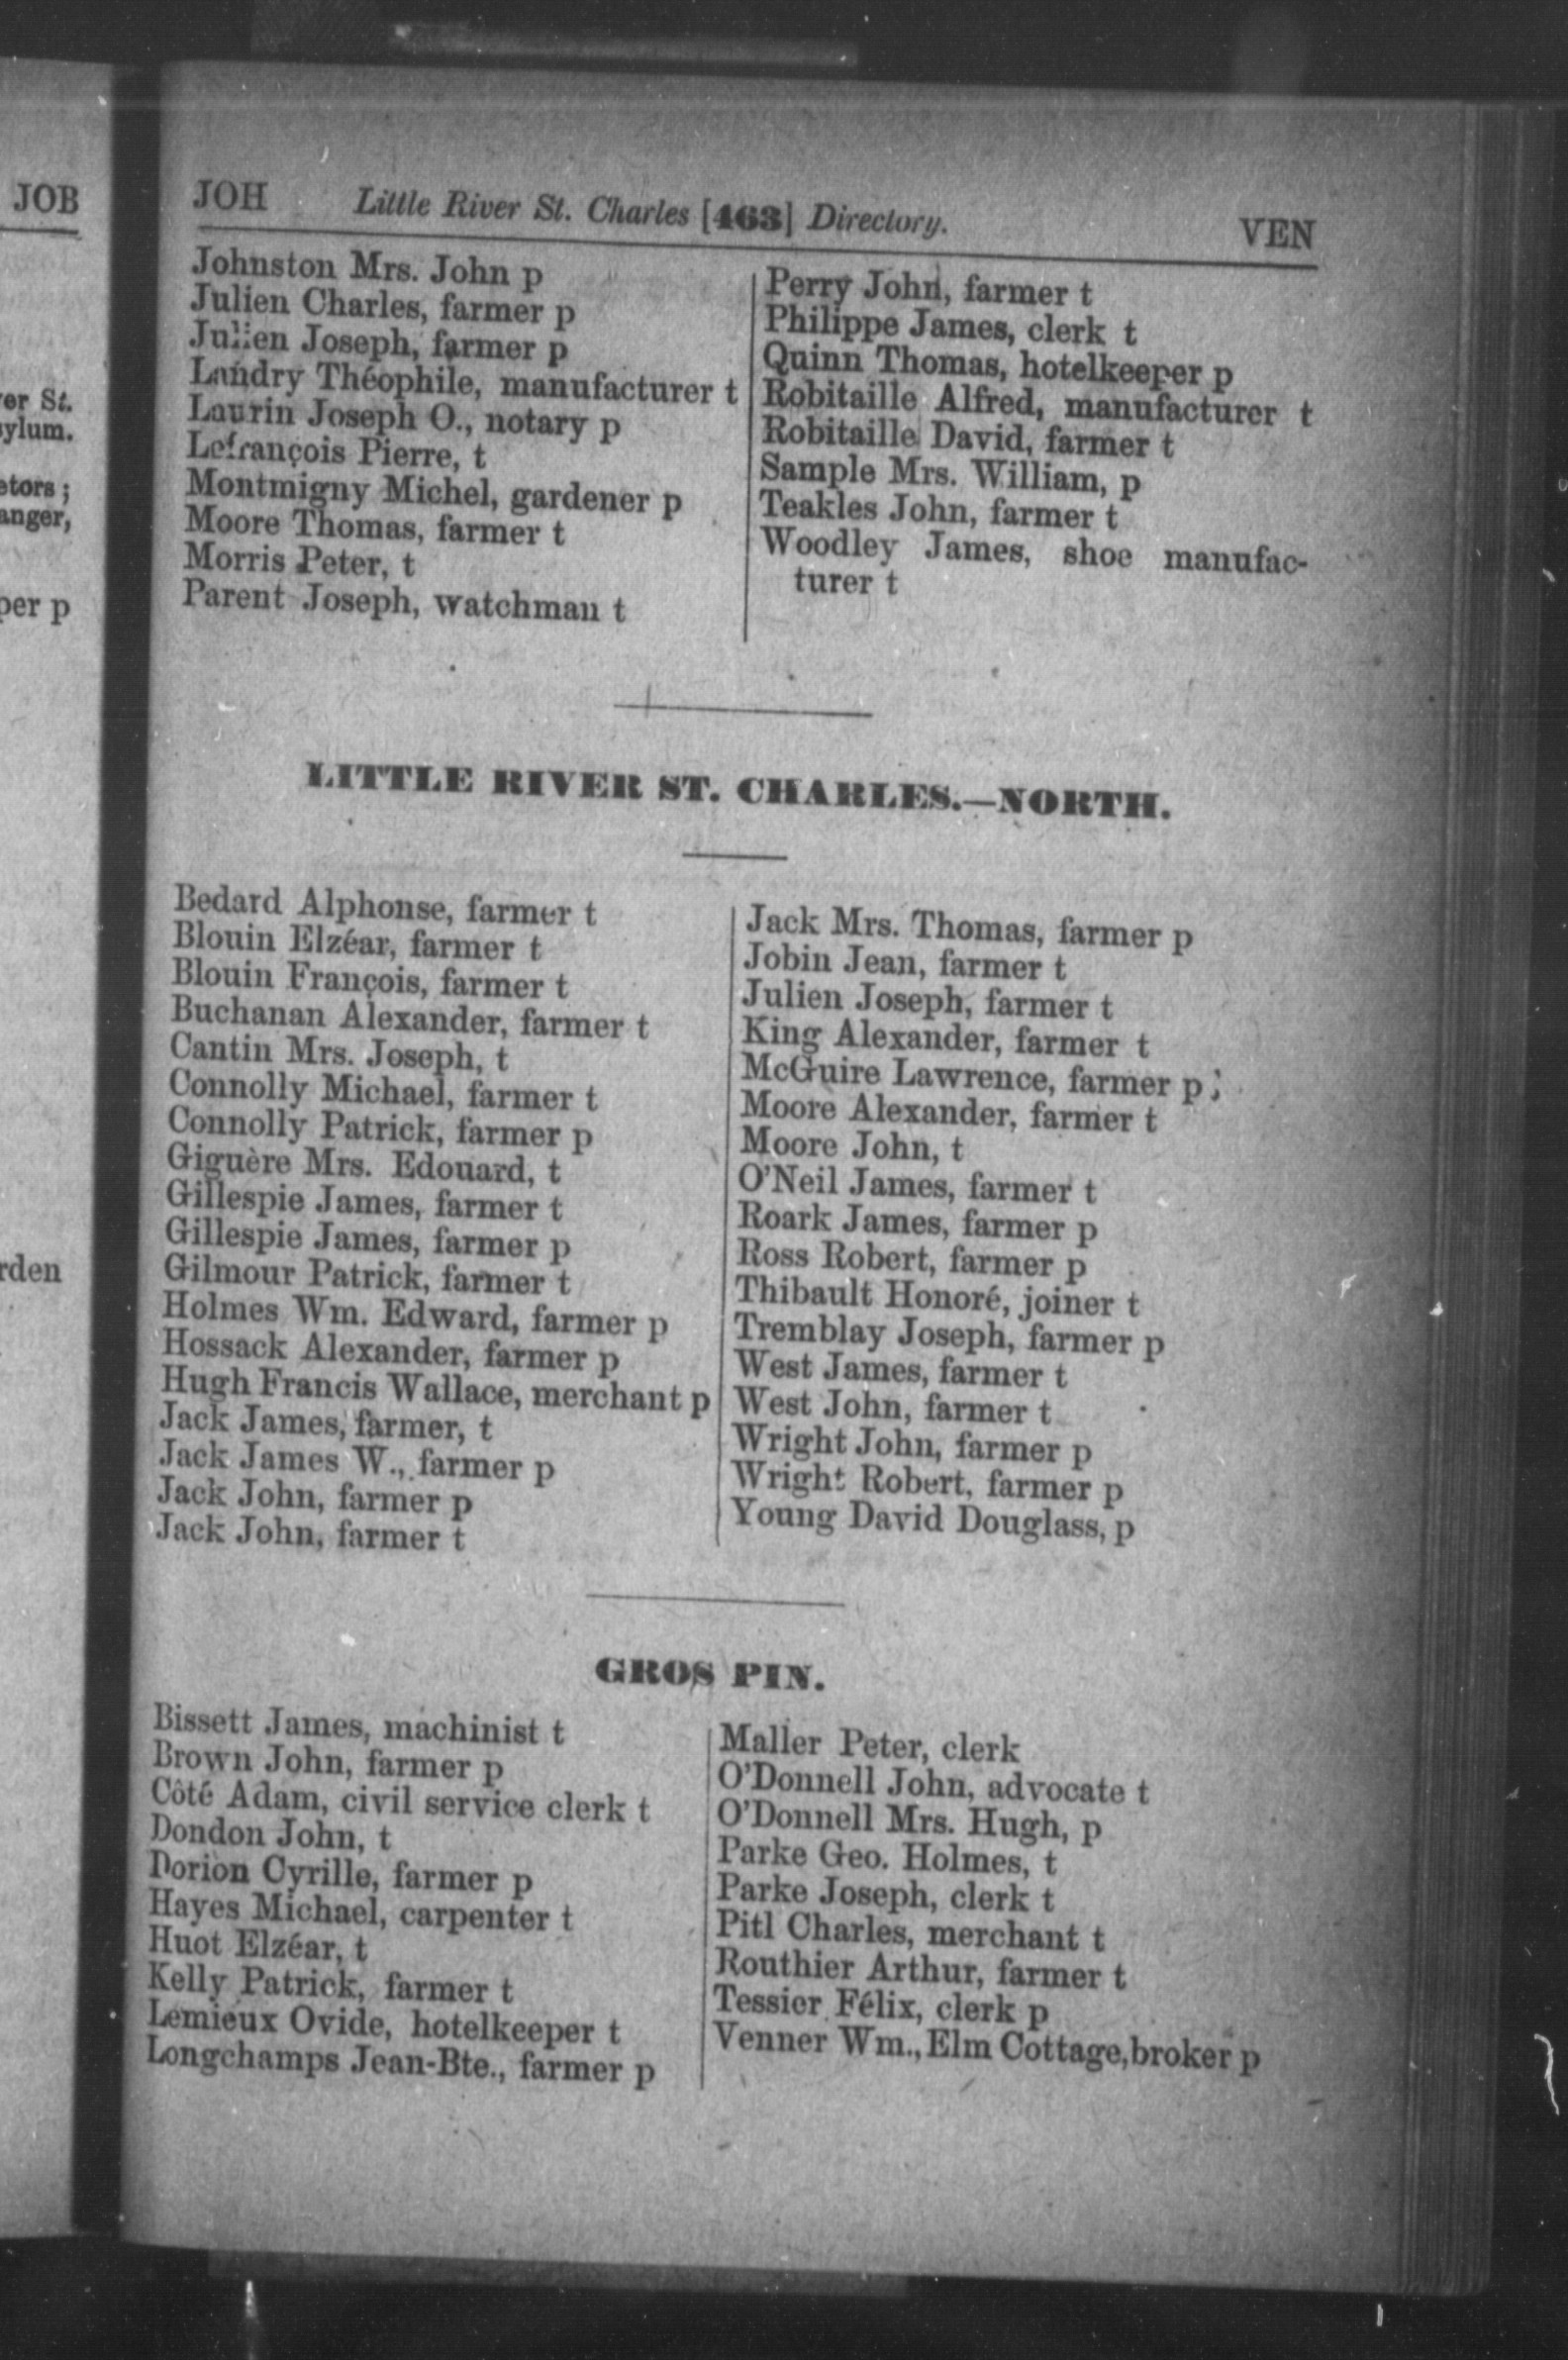 JOB
er St.
sylum.
etors ;
anger,
per p
rden
JOH Little River St. Charles [463] Directory. VEN
Johnston Mrs. John p
Julien Charles, farmer p
Julien Joseph, farmer p
Landry Théophile, manufacturer t
Laurin Joseph O., notary p
Lefrançois Pierre, t
Montmigny Michel, gardener p
Moore Thomas, farmer t
Morris Peter, t
Parent Joseph, watchman t
Perry John, farmer t
Philippe James, clerk t
Quinn Thomas, hotelkeeper p
Robitaille Alfred, manufacturer t
Robitaille David, farmer t
Sample Mrs. William, p
Teakles John, farmer t
Woodley James, shoe manufac-
turer t
LITTLE RIVER ST. CHARLES.—NORTH.
Bedard Alphonse, farmer t
Blouin Elzéar, farmer t
Blouin François, farmer t
Buchanan Alexander, farmer t
Cantin Mrs. Joseph, t
Connolly Michael, farmer t
Connolly Patrick, farmer p
Giguère Mrs. Edouard, t
Gillespie James, farmer t
Gillespie James, farmer p
Gilmour Patrick, farmer t
Holmes Wm. Edward, farmer p
Hossack Alexander, farmer p
Hugh Francis Wallace, merchant p
Jack James, farmer, t
Jack James W., farmer p
Jack John, farmer p
Jack John, farmer t
Jack Mrs. Thomas, farmer p
Jobin Jean, farmer t
Julien Joseph, farmer t
King Alexander, farmer t
McGuire Lawrence, farmer p
Moore Alexander, farmer t
Moore John, t
O'Neil James, farmer t
Roark James, farmer p
Ross Robert, farmer p
Thibault Honoré, joiner t
Tremblay Joseph, farmer p
West James, farmer t
West John, farmer t
Wright John, farmer p
Wright Robert, farmer p
Young David Douglass, p
GROS PIN.
Bissett James, machinist t
Brown John, farmer p
Côté Adam, civil service clerk t
Dondon John, t
Dorion Cyrille, farmer p
Hayes Michael, carpenter t
Huot Elzéar, t
Kelly Patrick, farmer t
Lemieux Ovide, hotelkeeper t
Longchamps Jean-Bte., farmer p
Maller Peter, clerk
O'Donnell John, advocate t
O'Donnell Mrs. Hugh, p
Parke Geo. Holmes, t
Parke Joseph, clerk t
Pitl Charles, merchant t
Routhier Arthur, farmer t
Tessier Félix, clerk p
Venner Wm., Elm Cottage, broker p